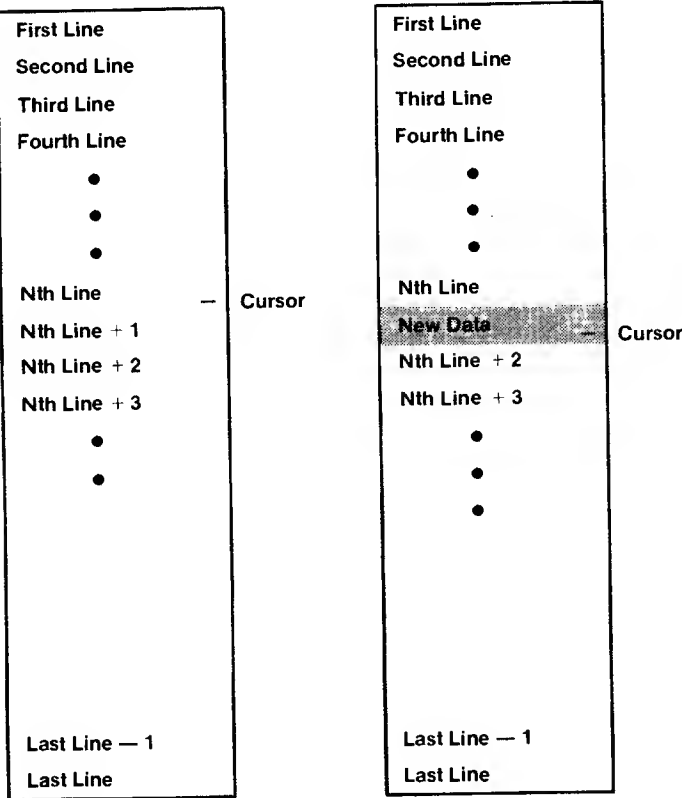 First Line
Second Line
Third Line
Fourth Line
Nth Line — Cursor
Nth Line + 1
Nth Line + 2
Nth Line + 3
Last Line — 1
Last Line
First Line
Second Line
Third Line
Fourth Line
Nth Line
New Data — Cursor
Nth Line + 2
Nth Line + 3
Last Line — 1
Last Line